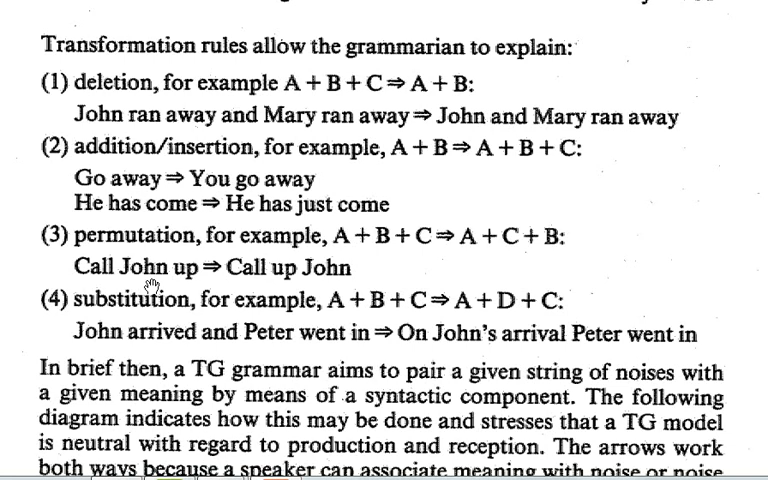 Transformation rules allow the grammarian to explain:
(1) deletion, for example A + B + C ⇒ A + B:
John ran away and Mary ran away ⇒ John and Mary ran away
(2) addition/insertion, for example, A + B ⇒ A + B + C:
Go away ⇒ You go away
He has come ⇒ He has just come
(3) permutation, for example, A + B + C ⇒ A + C + B:
Call John up ⇒ Call up John
(4) substitution, for example, A + B + C ⇒ A + D + C:
John arrived and Peter went in ⇒ On John's arrival Peter went in
In brief then, a TG grammar aims to pair a given string of noises with
a given meaning by means of a syntactic component. The following
diagram indicates how this may be done and stresses that a TG model
is neutral with regard to production and reception. The arrows work
both ways because a speaker can associate meaning with noise or noise